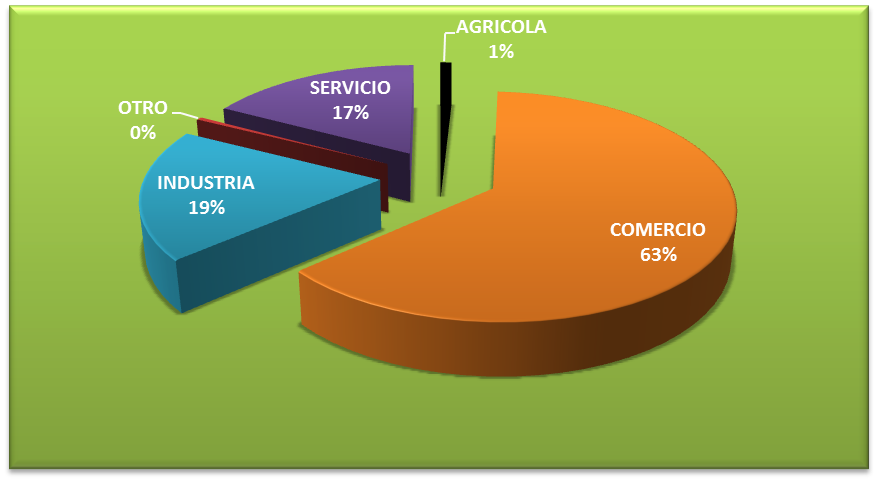 AGRICOLA
1%
SERVICIO
17%
OTRO
0%
INDUSTRIA
19%
COMERCIO
63%